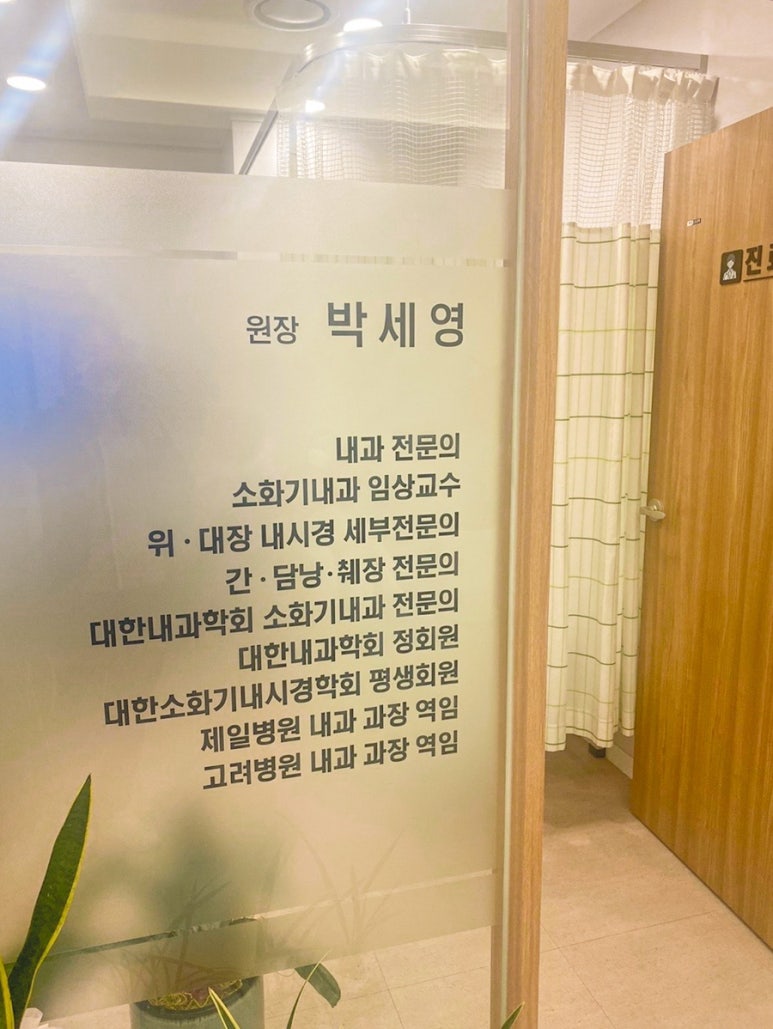 원장 박세영
내과 전문의
소화기내과 임상교수
위·대장 내시경 세부전문의
간·담낭·췌장 전문의
대한내과학회 소화기내과 전문의
대한내과학회 정회원
대한소화기내시경학회 평생회원
제일병원 내과 과장 역임
고려병원 내과 과장 역임
진료